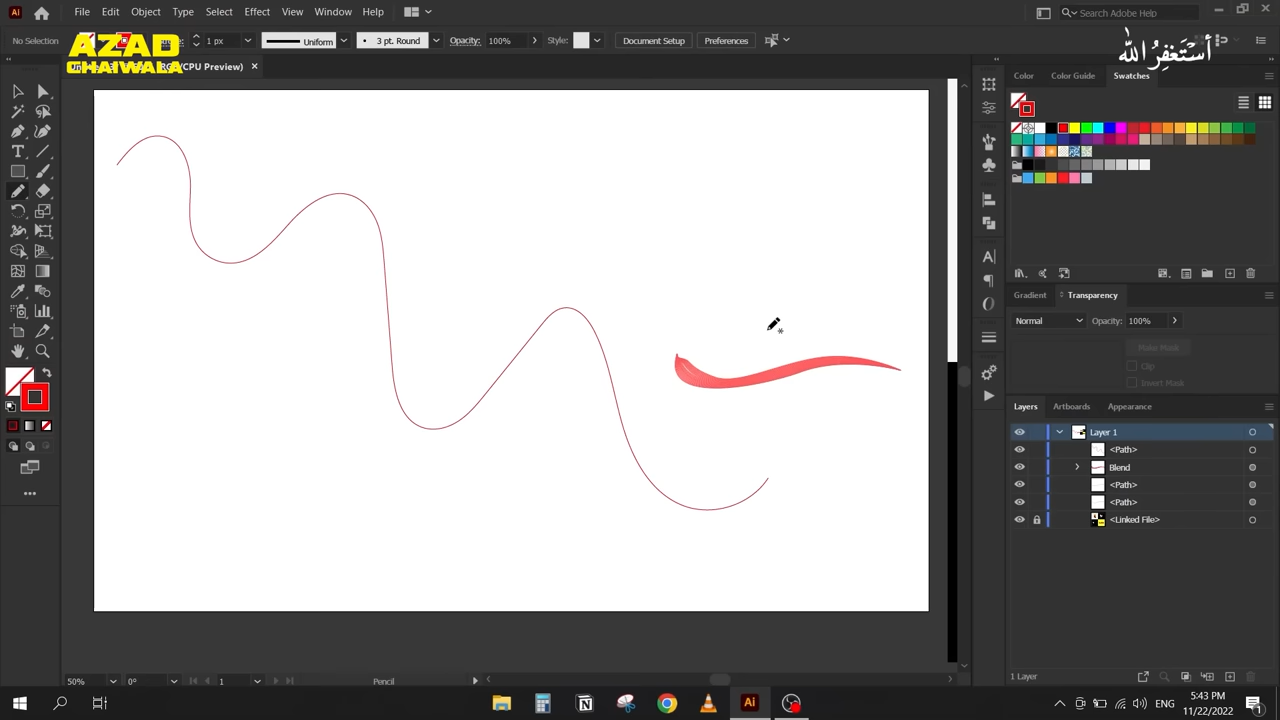 File Edit Object Type Select Effect View Window Help
Search Adobe Help
No Selection
1 px
Uniform
3 pt. Round
Opacity:
100%
Style:
Document Setup
Preferences
AZAD
CHAIWALA
أستغفر الله
/CPU Preview)
Color
Color Guide
Swatches
Gradient
Transparency
Normal
Opacity:
100%
Make Mask
Clip
Invert Mask
Layers
Artboards
Appearance
Layer 1
<Path>
Blend
<Path>
<Path>
<Linked File>
50%
0°
1
Pencil
1 Layer
ENG
5:43 PM
11/22/2022